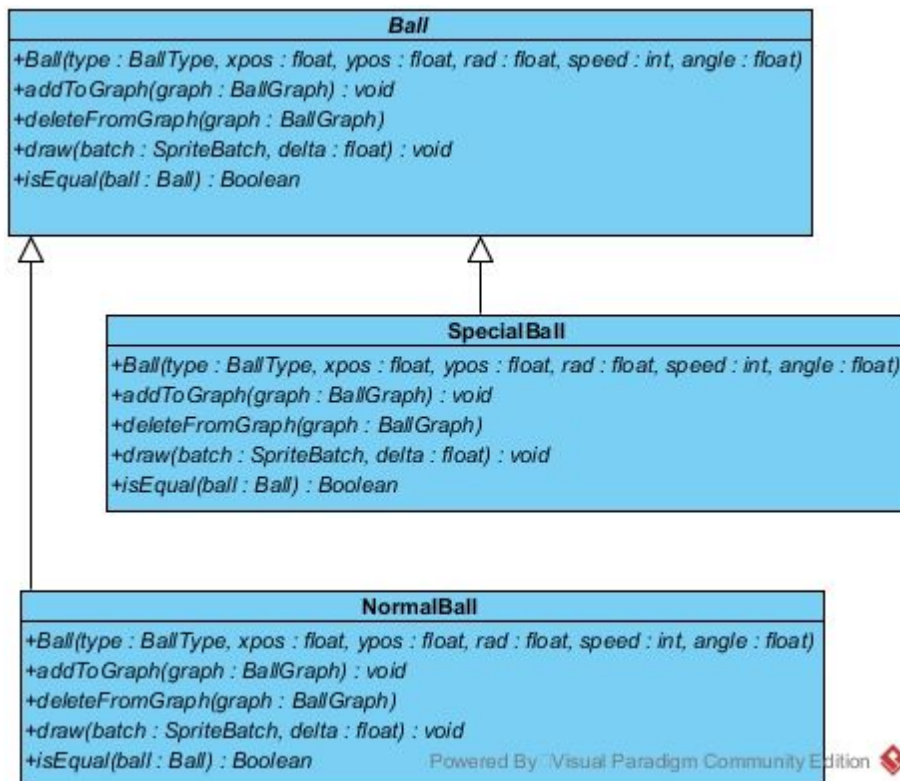 Ball
+Ball(type : BallType, xpos : float, ypos : float, rad : float, speed : int, angle : float)
+addToGraph(graph : BallGraph) : void
+deleteFromGraph(graph : BallGraph)
+draw(batch : SpriteBatch, delta : float) : void
+isEqual(ball : Ball) : Boolean
SpecialBall
+Ball(type : BallType, xpos : float, ypos : float, rad : float, speed : int, angle : float)
+addToGraph(graph : BallGraph) : void
+deleteFromGraph(graph : BallGraph)
+draw(batch : SpriteBatch, delta : float) : void
+isEqual(ball : Ball) : Boolean
NormalBall
+Ball(type : BallType, xpos : float, ypos : float, rad : float, speed : int, angle : float)
+addToGraph(graph : BallGraph) : void
+deleteFromGraph(graph : BallGraph)
+draw(batch : SpriteBatch, delta : float) : void
+isEqual(ball : Ball) : Boolean
Powered By Visual Paradigm Community Edition